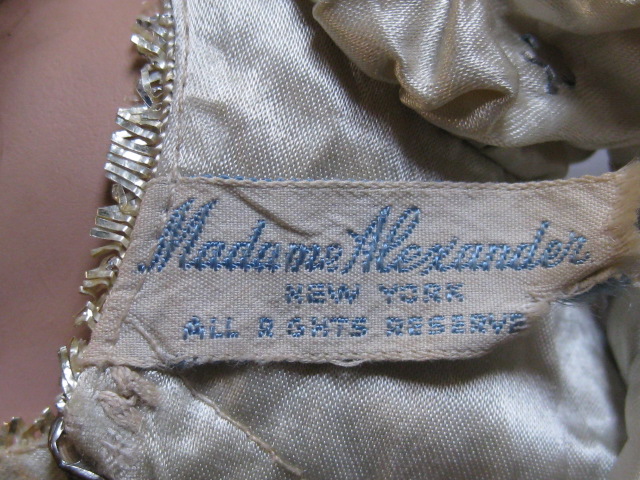 Madame Alexander
NEW YORK
ALL RIGHTS RESERVE